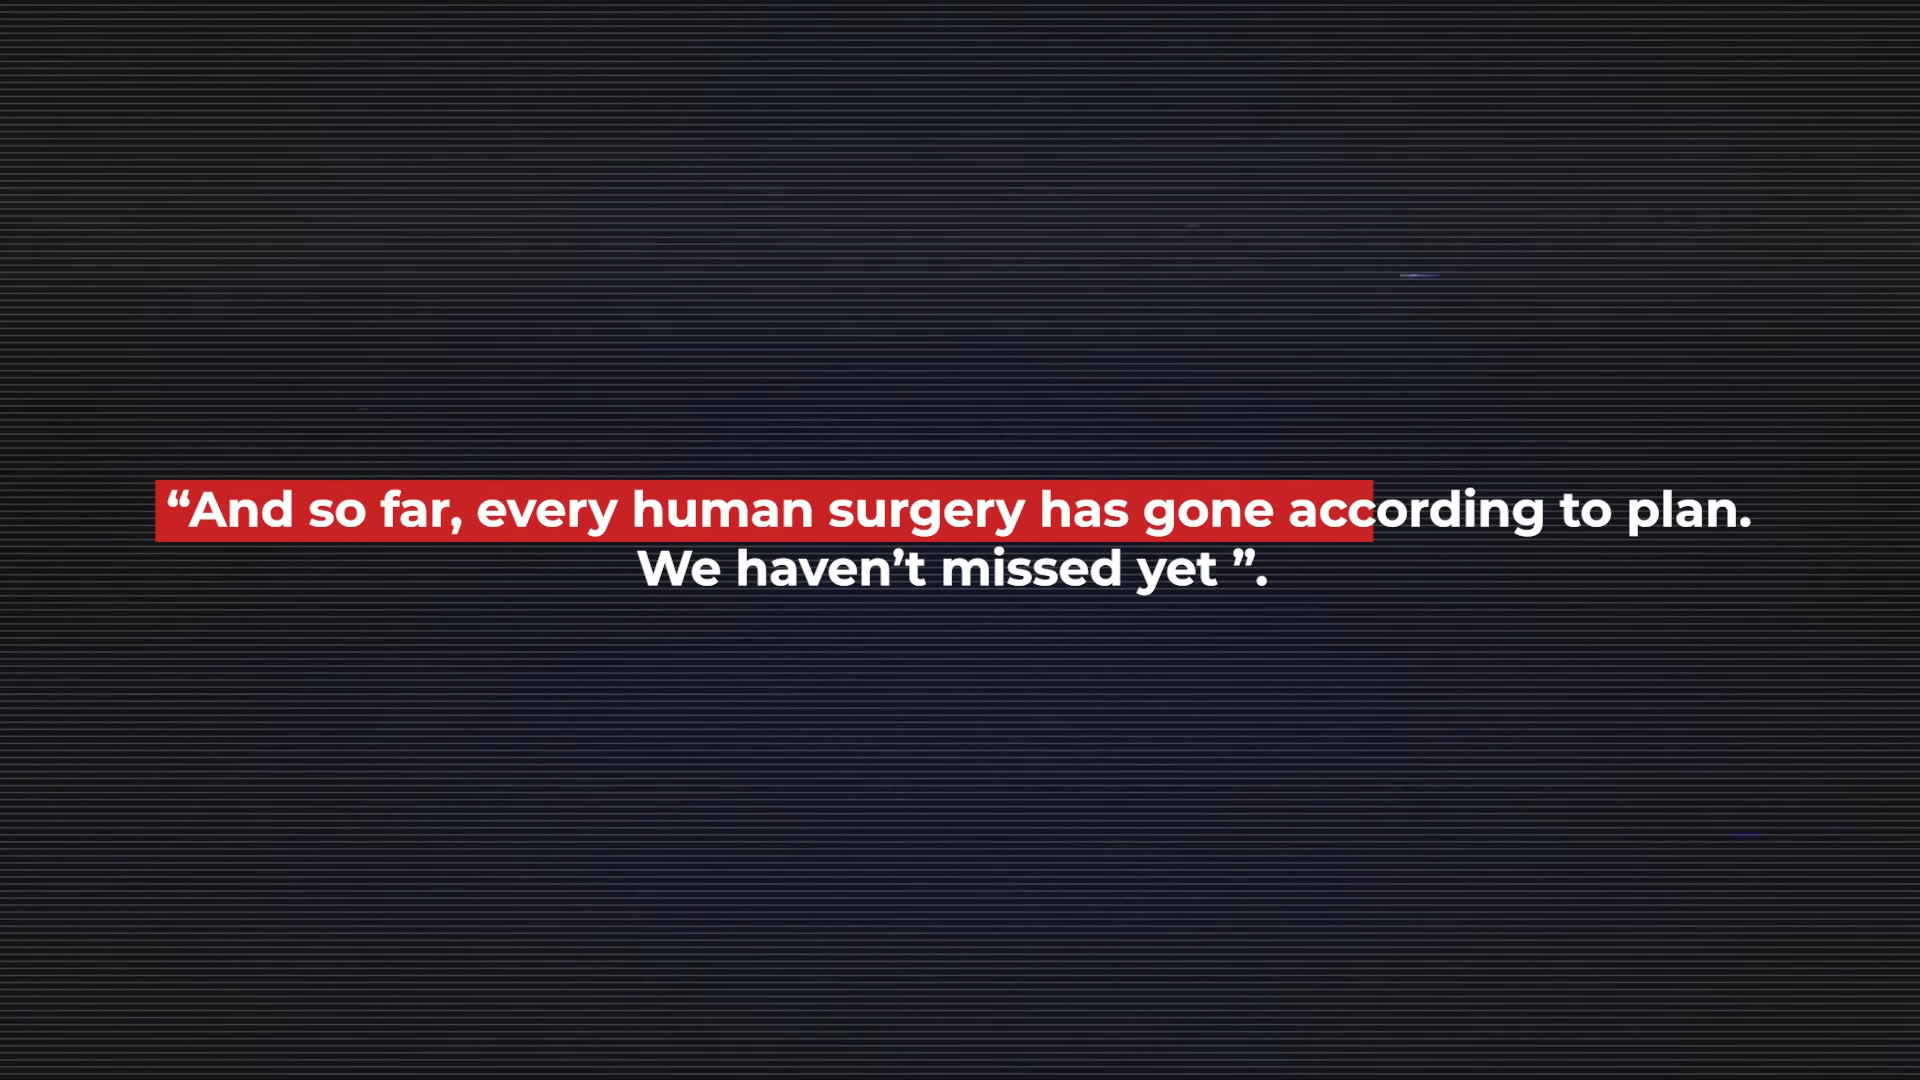 “And so far, every human surgery has gone according to plan.
We haven’t missed yet ”.